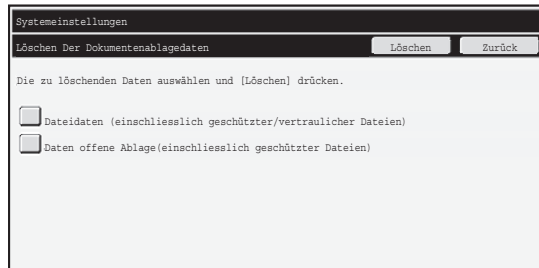 Systemeinstellungen
Löschen Der Dokumentenablagedaten Löschen Zurück
Die zu löschenden Daten auswählen und [Löschen] drücken.
Dateidaten (einschliesslich geschützter/vertraulicher Dateien)
Daten offene Ablage(einschliesslich geschützter Dateien)